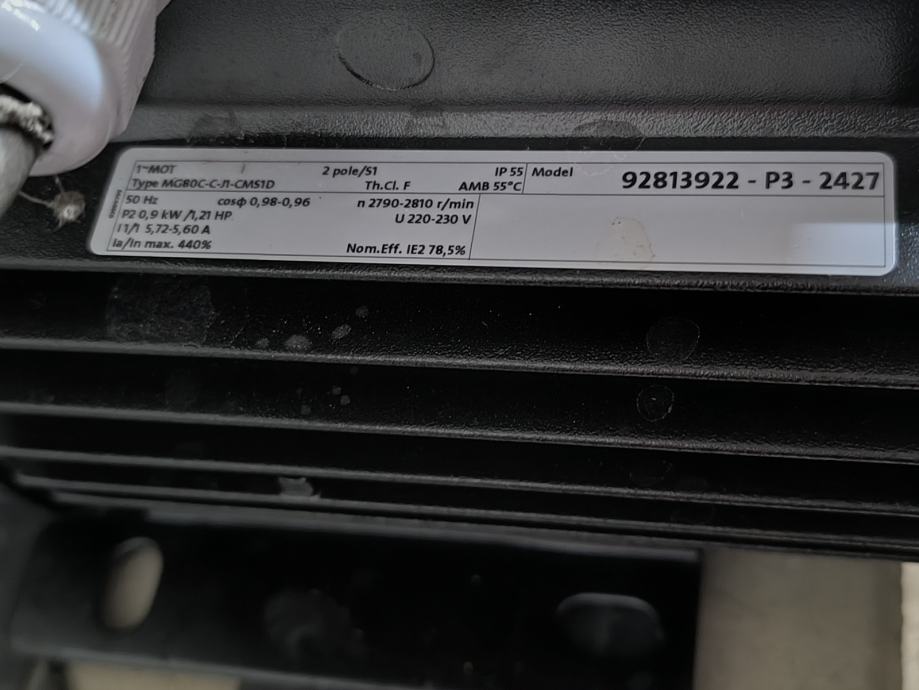 1~MOT 2 pole/S1 IP 55 Model 92813922 - P3 - 2427
Type MG80C-C-J1-CMS1D Th.Cl. F AMB 55°C
50 Hz cosϕ 0,98-0,96 n 2790-2810 r/min
P2 0,9 kW /1,21 HP U 220-230 V
I 1/1 5,72-5,60 A
Ia/In max. 440% Nom.Eff. IE2 78,5%